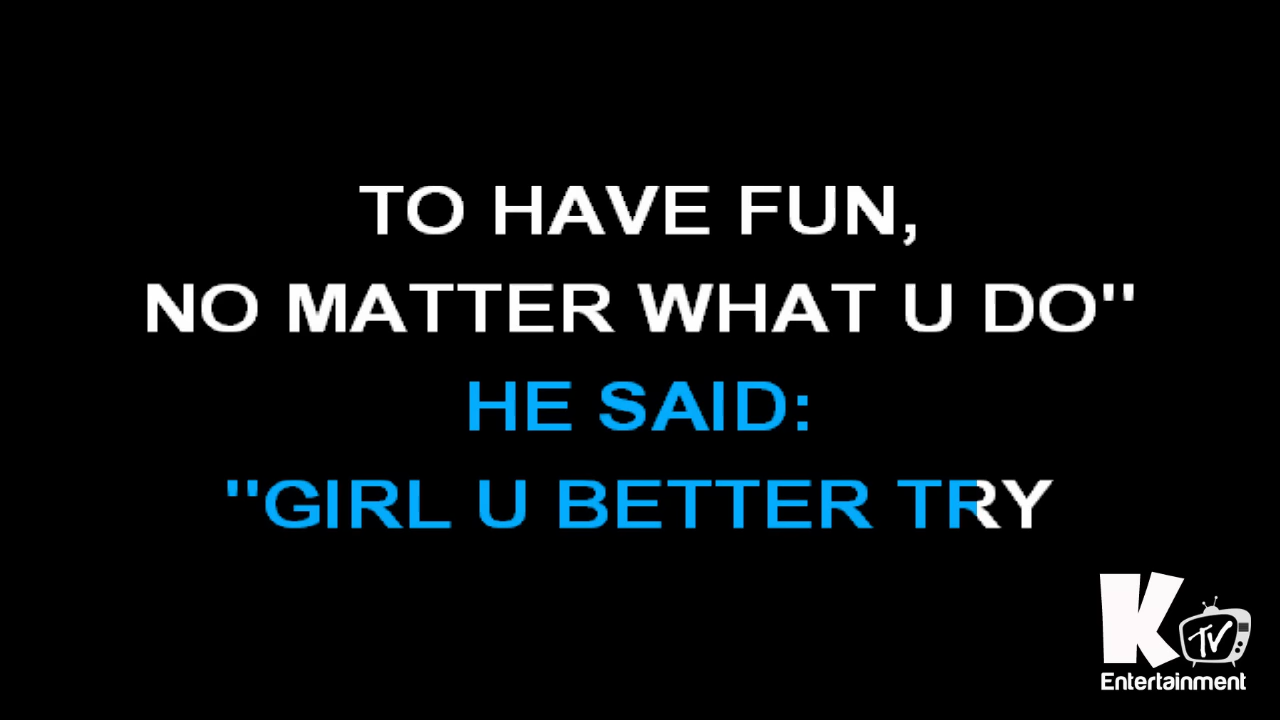 TO HAVE FUN,
NO MATTER WHAT U DO"
HE SAID:
"GIRL U BETTER TRY
K TV
Entertainment